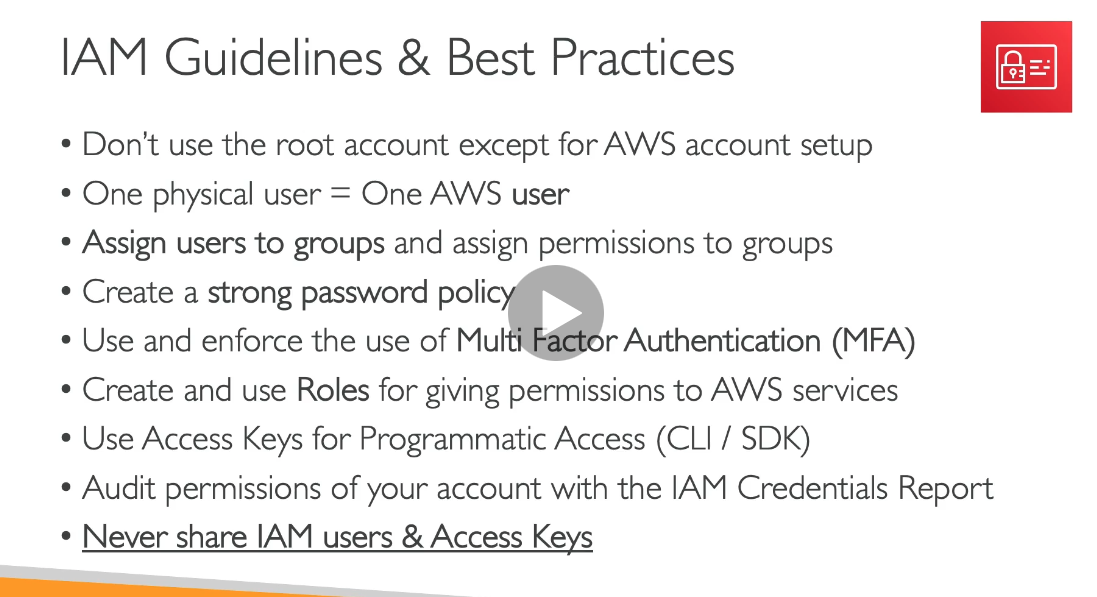 IAM Guidelines & Best Practices
• Don’t use the root account except for AWS account setup
• One physical user = One AWS user
• Assign users to groups and assign permissions to groups
• Create a strong password policy
• Use and enforce the use of Multi Factor Authentication (MFA)
• Create and use Roles for giving permissions to AWS services
• Use Access Keys for Programmatic Access (CLI / SDK)
• Audit permissions of your account with the IAM Credentials Report
• Never share IAM users & Access Keys